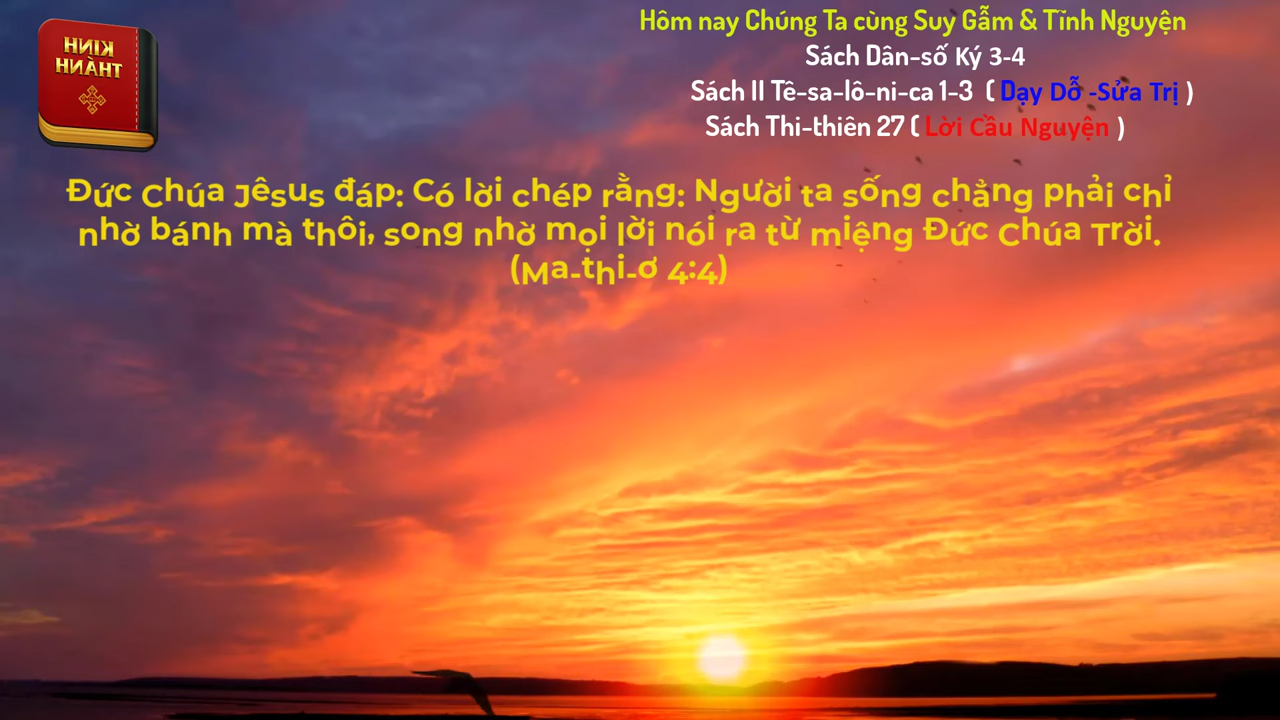 KINH
THÀNH
Hôm nay Chúng Ta cùng Suy Gẫm & Tĩnh Nguyện
Sách Dân-số Ký 3-4
Sách II Tê-sa-lô-ni-ca 1-3 ( Dạy Dỗ -Sửa Trị )
Sách Thi-thiên 27 ( Lời Cầu Nguyện )
Đức Chúa Jêsus đáp: Có lời chép rằng: Người ta sống chẳng phải chỉ
nhờ bánh mà thôi, song nhờ mọi lời nói ra từ miệng Đức Chúa Trời.
(Ma-thi-ơ 4:4)